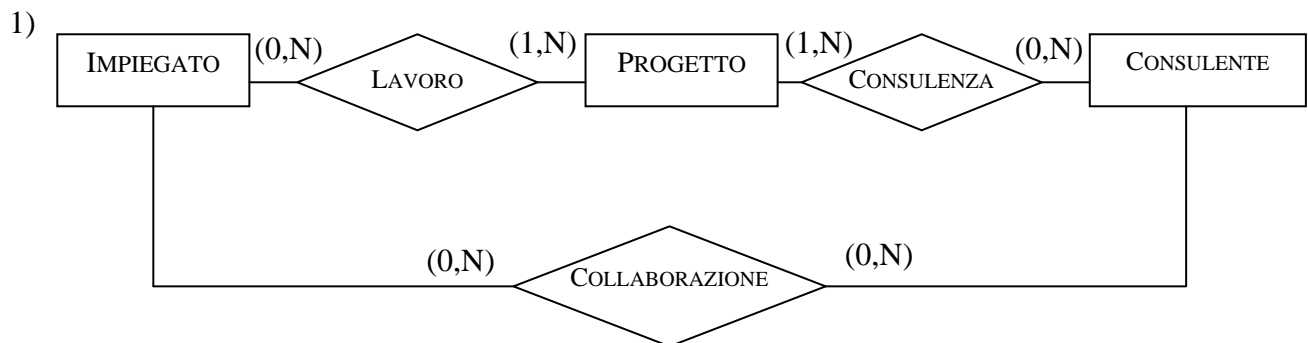 1)
IMPIEGATO (0,N) LAVORO (1,N) PROGETTO (1,N) CONSULENZA (0,N) CONSULENTE
(0,N) COLLABORAZIONE (0,N)